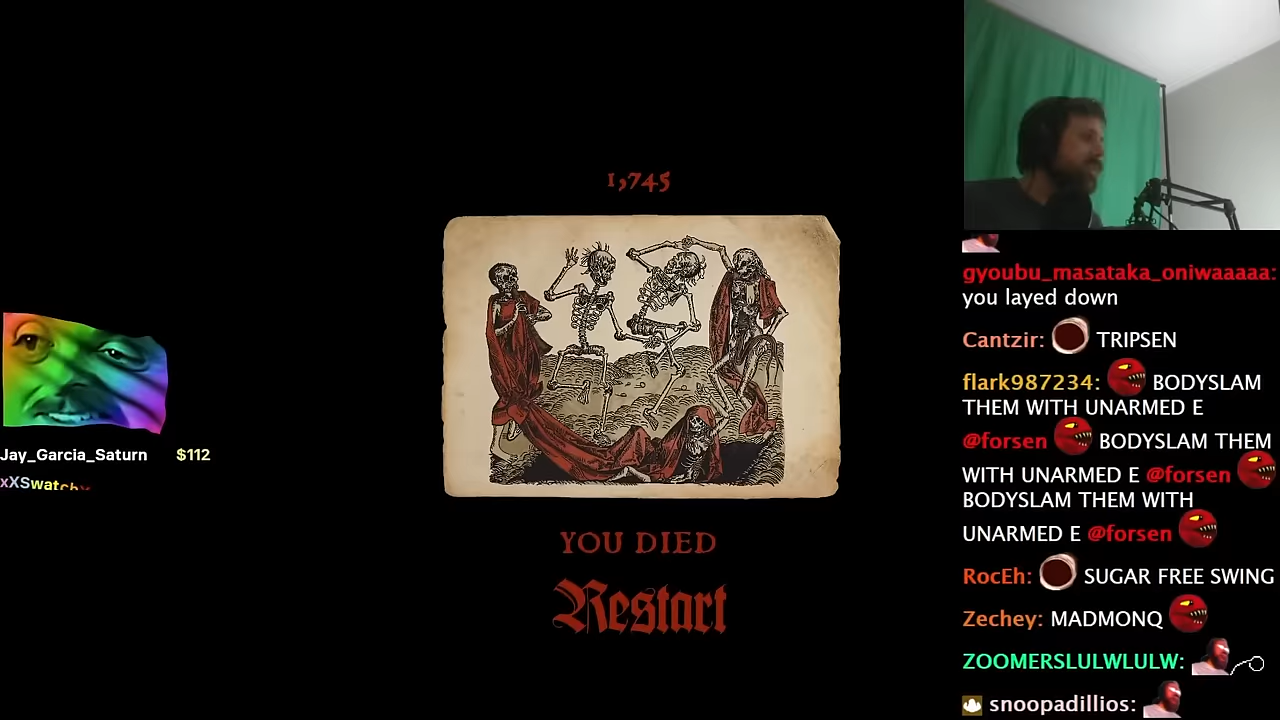 1,745
YOU DIED
Restart
Jay_Garcia_Saturn $112
xXSwatch
gyoubu_masataka_oniwaaaaa:
you layed down
Cantzir: TRIPSEN
flark987234: BODYSLAM
THEM WITH UNARMED E
@forsen BODYSLAM THEM
WITH UNARMED E @forsen
BODYSLAM THEM WITH
UNARMED E @forsen
RocEh: SUGAR FREE SWING
Zechey: MADMONQ
ZOOMERSLULWLULW:
snoopadillios: